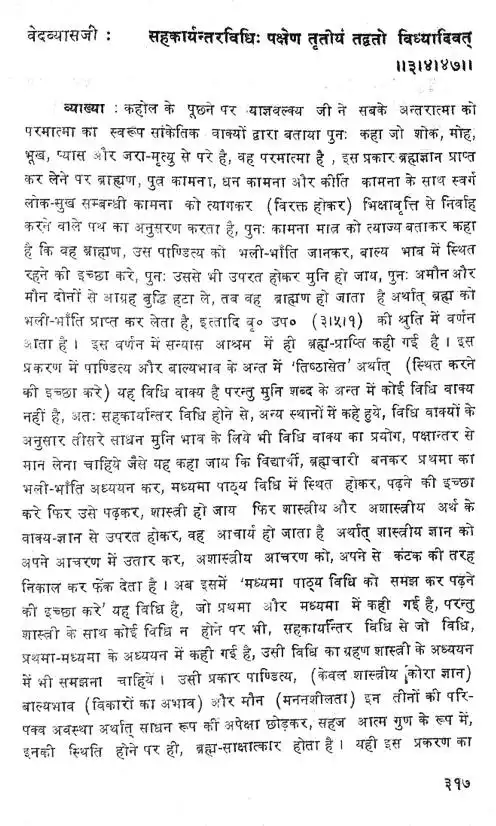 वेदव्यासजी : सहकार्यन्तरविधिः पक्षेण तृतीयं तद्वतो विध्यादिवत्
॥३।४।४७॥
व्याख्या : कहोल के पूछने पर याज्ञवल्क्य जी ने सबके अन्तरात्मा को
परमात्मा का स्वरूप सांकेतिक वाक्यों द्वारा बताया पुनः कहा जो शोक, मोह,
भूख, प्यास और जरा-मृत्यु से परे है, वह परमात्मा है, इस प्रकार ब्रह्मज्ञान प्राप्त
कर लेने पर ब्राह्मण, पुत्र कामना, धन कामना और कीर्ति कामना के साथ स्वर्ग
लोक-सुख सम्बन्धी कामना को त्यागकर (विरक्त होकर) भिक्षावृत्ति से निर्वाह
करने वाले पथ का अनुसरण करता है, पुनः कामना मात्र को त्याज्य बताकर कहा
है कि वह ब्राह्मण, उस पाण्डित्य को भली-भाँति जानकर, बाल्य भाव में स्थित
रहने की इच्छा करे, पुनः उससे भी उपरत होकर मुनि हो जाय, पुनः अमौन और
मौन दोनों से आग्रह बुद्धि हटा ले, तब वह ब्राह्मण हो जाता है अर्थात् ब्रह्म को
भली-भाँति प्राप्त कर लेता है, इत्तादि बृ० उप० (३।५।१) की श्रुति में वर्णन
आता है। इस वर्णन में सन्यास आश्रम में ही ब्रह्म-प्राप्ति कही गई है। इस
प्रकरण में पाण्डित्य और बाल्यभाव के अन्त में 'तिष्ठासेत' अर्थात् (स्थित करने
की इच्छा करे) यह विधि वाक्य है परन्तु मुनि शब्द के अन्त में कोई विधि वाक्य
नहीं है, अतः सहकार्यान्तर विधि होने से, अन्य स्थानों में कहे हुये, विधि वाक्यों के
अनुसार तीसरे साधन मुनि भाव के लिये भी विधि वाक्य का प्रयोग, पक्षान्तर से
मान लेना चाहिये जैसे यह कहा जाय कि विद्यार्थी, ब्रह्मचारी बनकर प्रथमा का
भली-भाँति अध्ययन कर, मध्यमा पाठ्य विधि में स्थित होकर, पढ़ने की इच्छा
करे फिर उसे पढ़कर, शास्त्री हो जाय फिर शास्त्रीय और अशास्त्रीय अर्थ के
वाक्य-ज्ञान से उपरत होकर, वह आचार्य हो जाता है अर्थात् शास्त्रीय ज्ञान को
अपने आचरण में उतार कर, अशास्त्रीय आचरण को, अपने से कंटक की तरह
निकाल कर फेंक देता है। अब इसमें 'मध्यमा पाठ्य विधि को समझ कर पढ़ने
की इच्छा करे' यह विधि है, जो प्रथमा और मध्यमा में कही गई है, परन्तु
शास्त्री के साथ कोई विधि न होने पर भी, सहकार्यान्तर विधि से जो विधि,
प्रथमा-मध्यमा के अध्ययन में कही गई है, उसी विधि का ग्रहण शास्त्री के अध्ययन
में भी समझना चाहिये। उसी प्रकार पाण्डित्य, (केवल शास्त्रीय कोरा ज्ञान)
बाल्यभाव (विकारों का अभाव) और मौन (मननशीलता) इन तीनों की परि-
पक्व अवस्था अर्थात् साधन रूप की अपेक्षा छोड़कर, सहज आत्म गुण के रूप में,
इनकी स्थिति होने पर ही, ब्रह्म-साक्षात्कार होता है। यही इस प्रकरण का
३१७